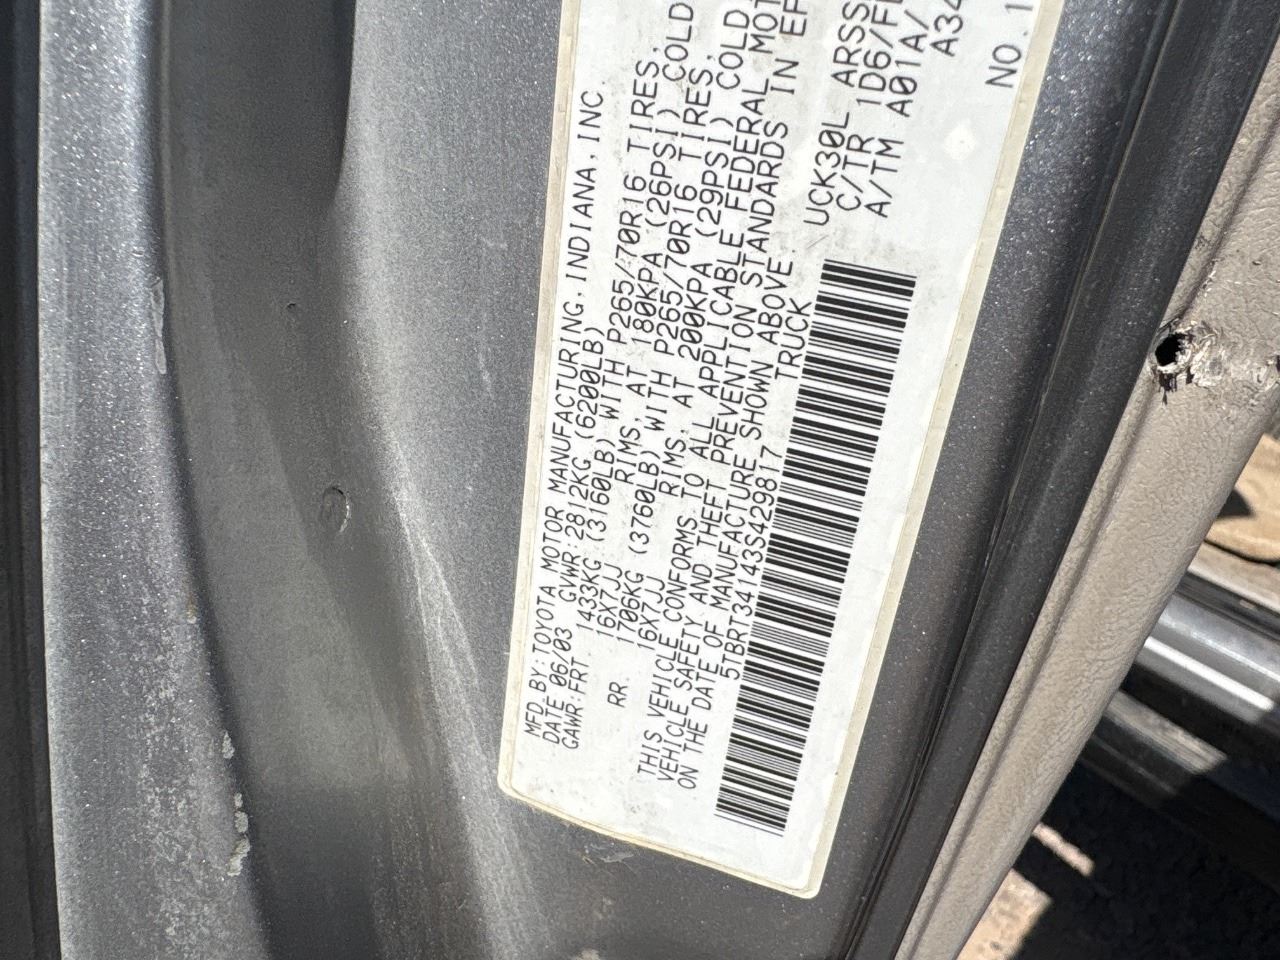 MFD. BY: TOYOTA MOTOR MANUFACTURING, INDIANA, INC
DATE 06/03 GVWR 2812KG (6200LB)
GAWR: FRT 1433KG (3160LB) WITH P265/70R16 TIRES,
16X7JJ RIMS, AT 180KPA (26PSI) COLD
RR. 1706KG (3760LB) WITH P265/70R16 TIRES,
16X7JJ RIMS, AT 200KPA (29PSI) COLD
THIS VEHICLE CONFORMS TO ALL APPLICABLE FEDERAL MOT
VEHICLE SAFETY AND THEFT PREVENTION STANDARDS IN EF
ON THE DATE OF MANUFACTURE SHOWN ABOVE.
5TBRT34143S429817 TRUCK
UCK30L ARSS
C/TR 1D6/F
A/TM A01A/
A34
NO.1